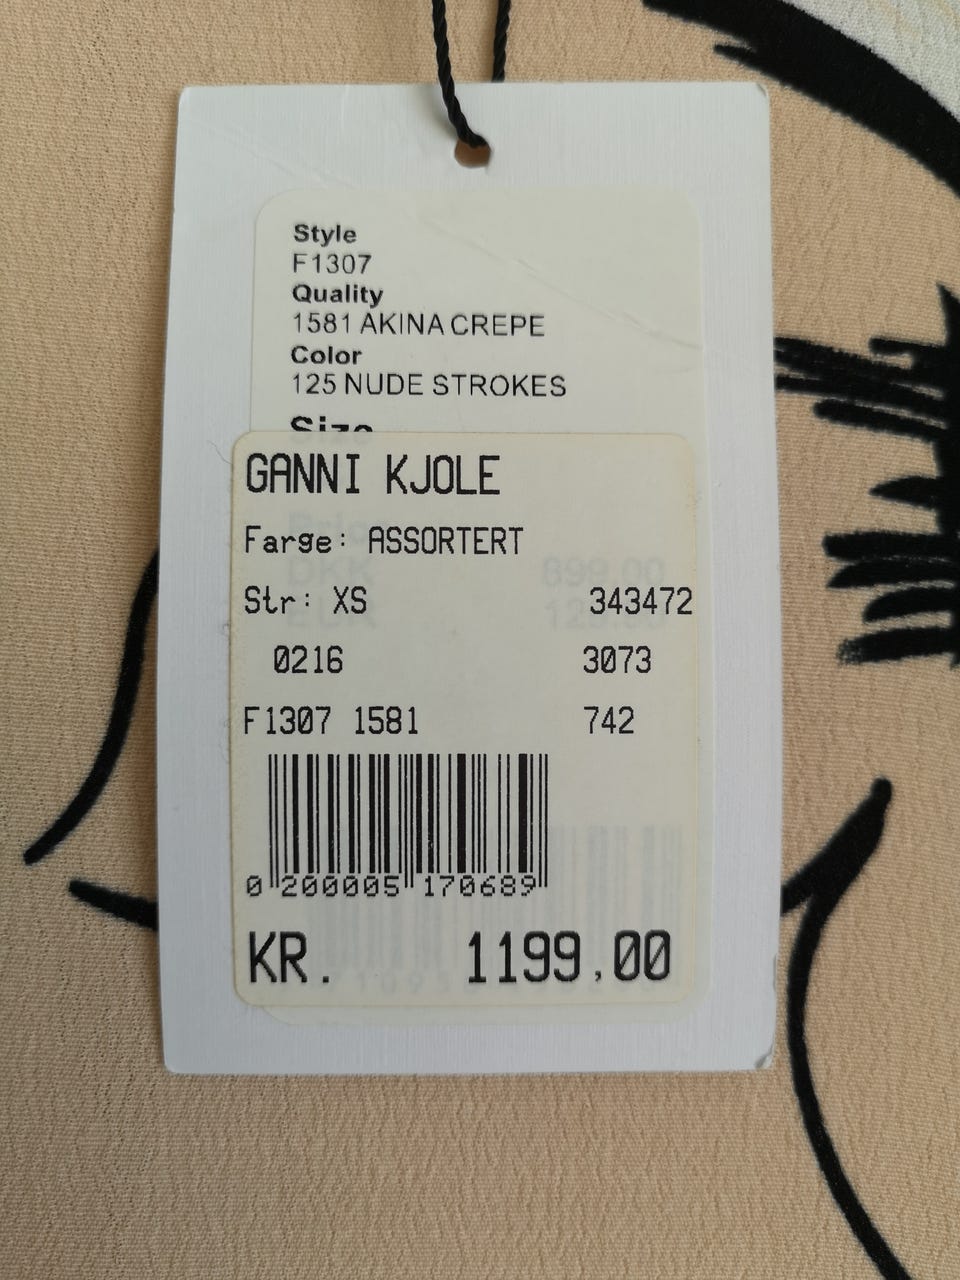 Style
F1307
Quality
1581 AKINA CREPE
Color
125 NUDE STROKES
Size
GANNI KJOLE
Farge: ASSORTERT
Str: XS 343472
0216 3073
F1307 1581 742
0 200005 170689
KR. 1199,00